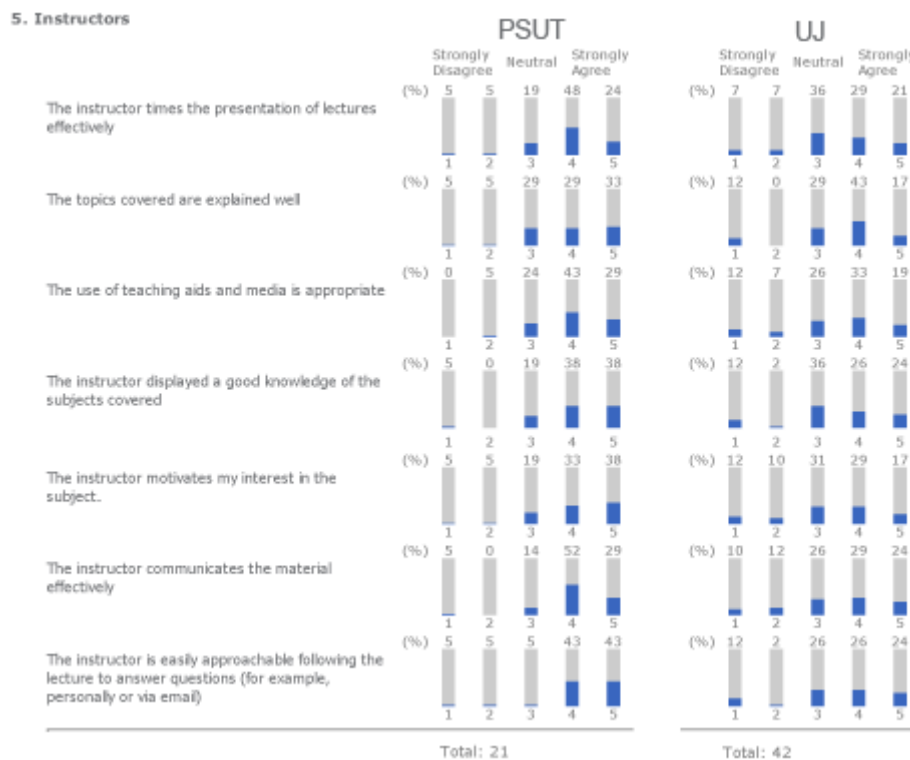 5. Instructors
PSUT UJ
Strongly Disagree Neutral Strongly Agree Strongly Disagree Neutral Strongly Agree
The instructor times the presentation of lectures effectively
(%) 5 5 19 48 24 (%) 7 7 36 29 21
1 2 3 4 5 1 2 3 4 5
The topics covered are explained well
(%) 5 5 29 29 33 (%) 12 0 29 43 17
1 2 3 4 5 1 2 3 4 5
The use of teaching aids and media is appropriate
(%) 0 5 24 43 29 (%) 12 7 26 33 19
1 2 3 4 5 1 2 3 4 5
The instructor displayed a good knowledge of the subjects covered
(%) 5 0 19 38 38 (%) 12 2 36 26 24
1 2 3 4 5 1 2 3 4 5
The instructor motivates my interest in the subject.
(%) 5 5 19 33 38 (%) 12 10 31 29 17
1 2 3 4 5 1 2 3 4 5
The instructor communicates the material effectively
(%) 5 0 14 52 29 (%) 10 12 26 29 24
1 2 3 4 5 1 2 3 4 5
The instructor is easily approachable following the lecture to answer questions (for example, personally or via email)
(%) 5 5 5 43 43 (%) 12 2 26 26 24
1 2 3 4 5 1 2 3 4 5
Total: 21 Total: 42